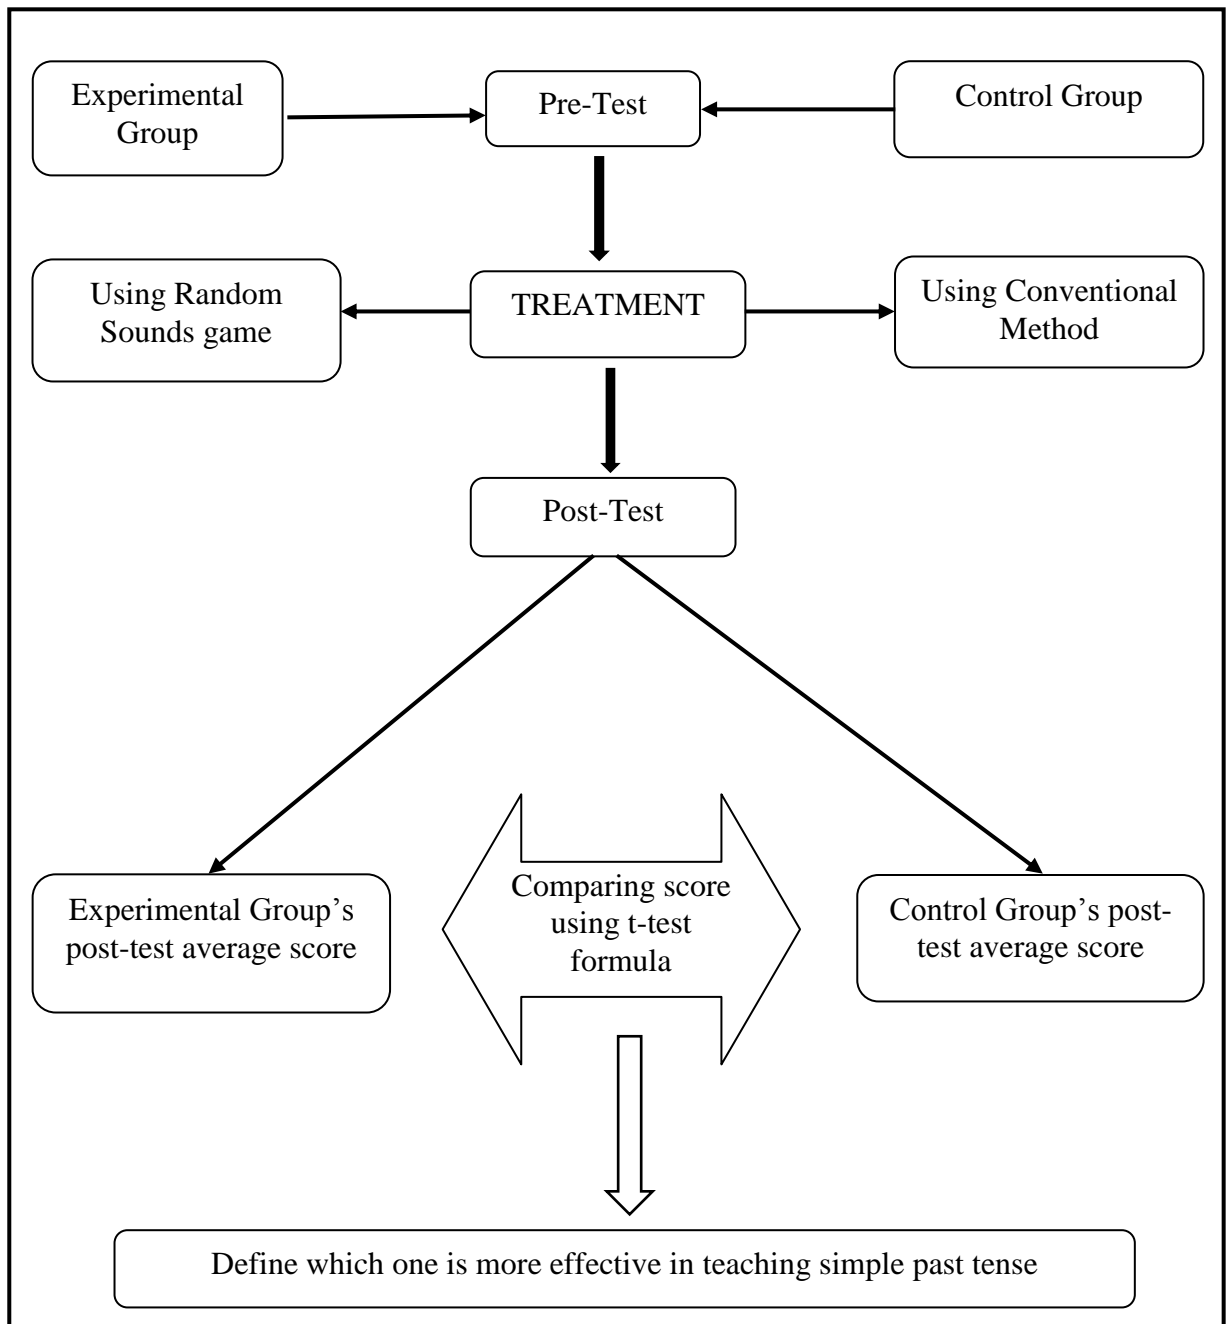 Experimental
Group
Pre-Test
Control Group
Using Random
Sounds game
TREATMENT
Using Conventional
Method
Post-Test
Experimental Group’s
post-test average score
Comparing score
using t-test
formula
Control Group’s post-
test average score
Define which one is more effective in teaching simple past tense